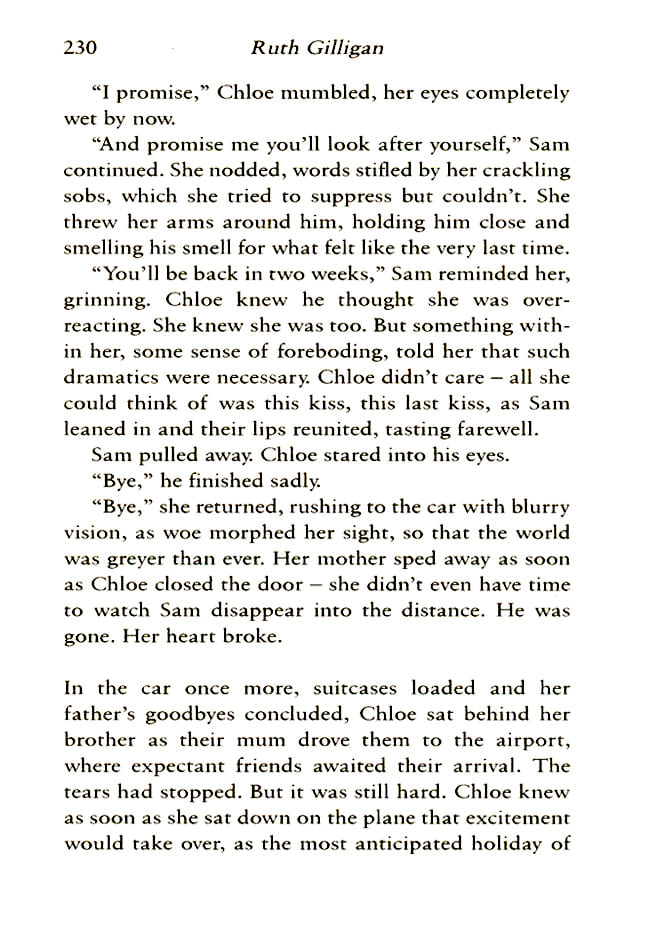 230 Ruth Gilligan
“I promise,” Chloe mumbled, her eyes completely
wet by now.
“And promise me you’ll look after yourself,” Sam
continued. She nodded, words stifled by her crackling
sobs, which she tried to suppress but couldn’t. She
threw her arms around him, holding him close and
smelling his smell for what felt like the very last time.
“You’ll be back in two weeks,” Sam reminded her,
grinning. Chloe knew he thought she was over-
reacting. She knew she was too. But something with-
in her, some sense of foreboding, told her that such
dramatics were necessary. Chloe didn’t care – all she
could think of was this kiss, this last kiss, as Sam
leaned in and their lips reunited, tasting farewell.
Sam pulled away. Chloe stared into his eyes.
“Bye,” he finished sadly.
“Bye,” she returned, rushing to the car with blurry
vision, as woe morphed her sight, so that the world
was greyer than ever. Her mother sped away as soon
as Chloe closed the door – she didn’t even have time
to watch Sam disappear into the distance. He was
gone. Her heart broke.
In the car once more, suitcases loaded and her
father’s goodbyes concluded, Chloe sat behind her
brother as their mum drove them to the airport,
where expectant friends awaited their arrival. The
tears had stopped. But it was still hard. Chloe knew
as soon as she sat down on the plane that excitement
would take over, as the most anticipated holiday of